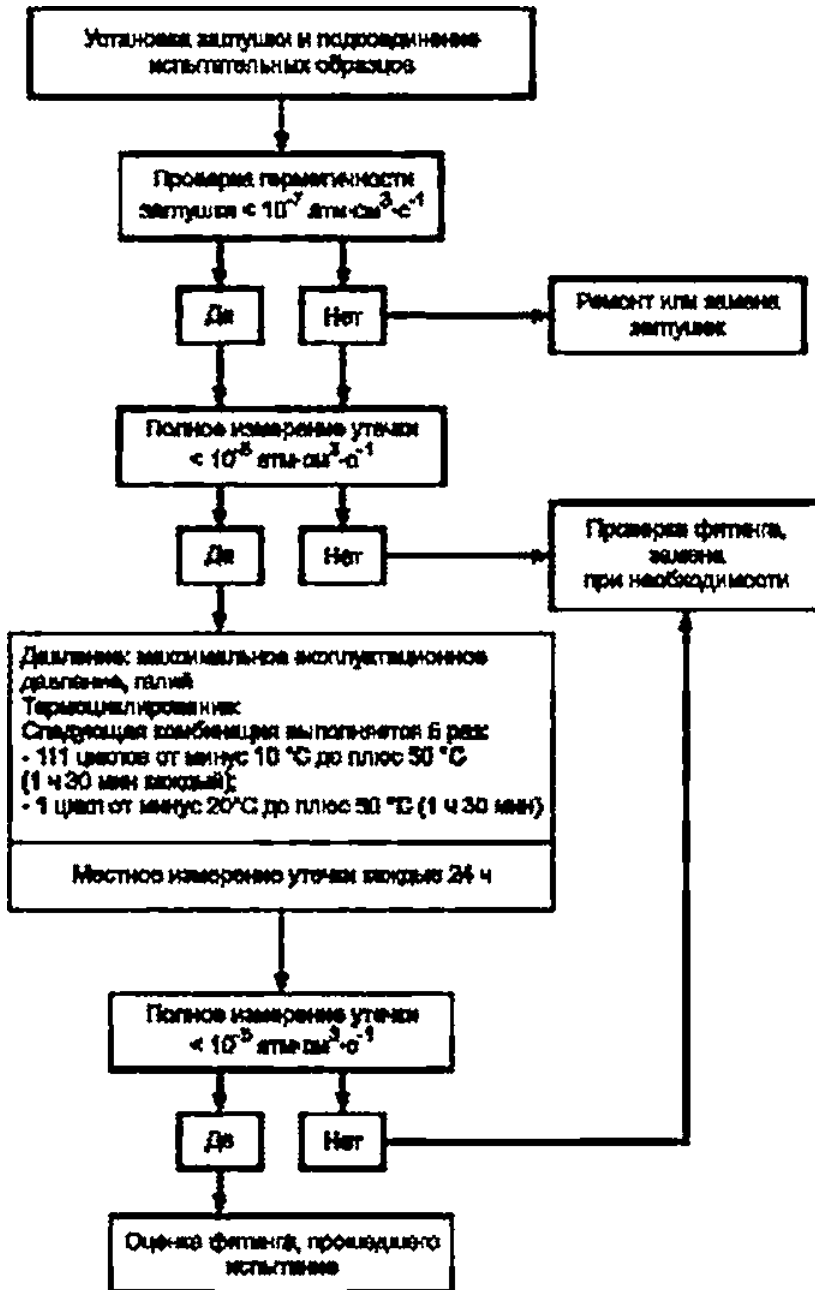 Установка заглушки и подсоединение
испытательных образцов
Проверка герметичности
заглушки < 10⁻⁷ атм·см³·с⁻¹
Да
Нет
Ремонт или замена
заглушек
Полное измерение утечки
< 10⁻⁵ атм·см³·с⁻¹
Да
Нет
Проверка фитинга,
замена
при необходимости
Давление: максимальное эксплуктационное
давление, гелий
Термоциклирование:
Следующая комбинация выполняется 6 раз:
- 111 циклов от минус 10 °С до плюс 50 °С
(1 ч 30 мин каждый);
- 1 цикл от минус 20°С до плюс 50 °С (1 ч 30 мин)
Местное измерение утечки каждые 24 ч
Полное измерение утечки
< 10⁻⁵ атм·см³·с⁻¹
Да
Нет
Оценка фитинга, прошедшего
испытание